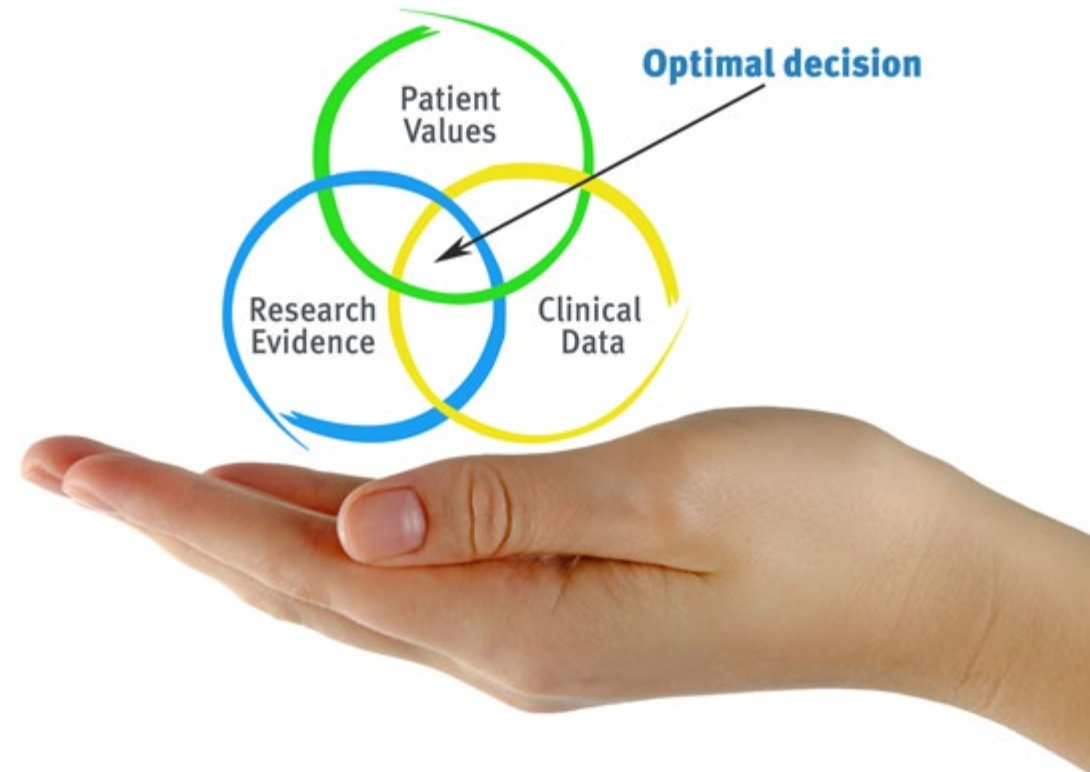 Optimal decision
Patient
Values
Research
Evidence
Clinical
Data